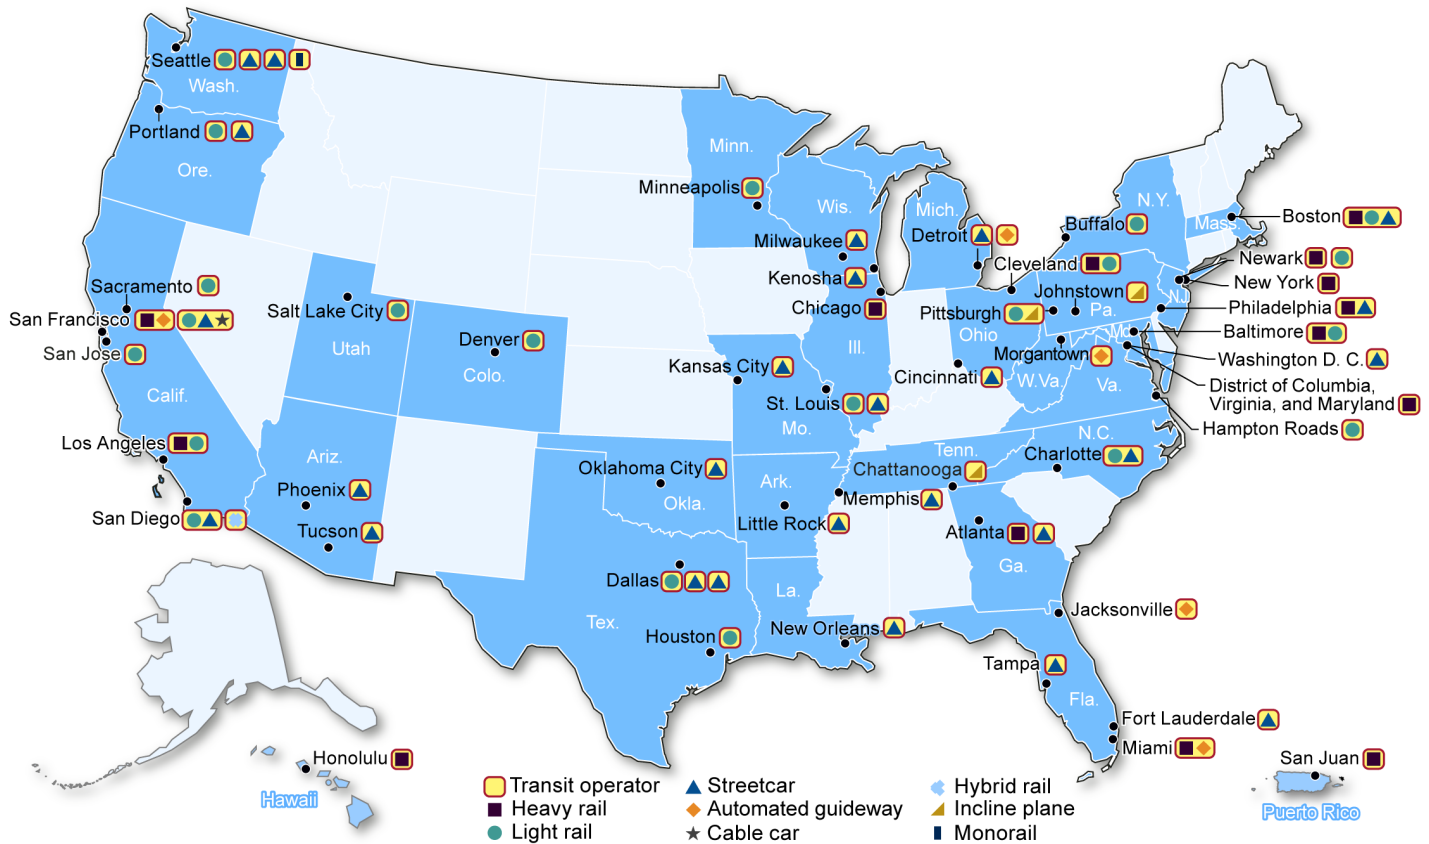 Seattle
Wash.
Portland
Ore.
Minn.
Minneapolis
Wis.
Mich.
N.Y.
Milwaukee
Detroit
Buffalo
Mass.
Boston
Kenosha
Cleveland
Newark
Sacramento
Chicago
Johnstown
New York
Salt Lake City
Pittsburgh
Pa.
N.J.
Philadelphia
San Francisco
Ohio
Md.
Baltimore
San Jose
Utah
Denver
Ill.
Morgantown
Washington D. C.
Colo.
Kansas City
Cincinnati
W.Va.
Va.
District of Columbia,
Virginia, and Maryland
Calif.
St. Louis
Mo.
Hampton Roads
Los Angeles
Ariz.
Tenn.
N.C.
Charlotte
Oklahoma City
Chattanooga
Phoenix
Okla.
Ark.
Memphis
San Diego
Tucson
Little Rock
Atlanta
Ga.
Dallas
La.
Jacksonville
Tex.
Houston
New Orleans
Tampa
Fla.
Fort Lauderdale
Miami
Honolulu
San Juan
Hawaii
Puerto Rico
Transit operator
Streetcar
Hybrid rail
Heavy rail
Automated guideway
Incline plane
Light rail
Cable car
Monorail